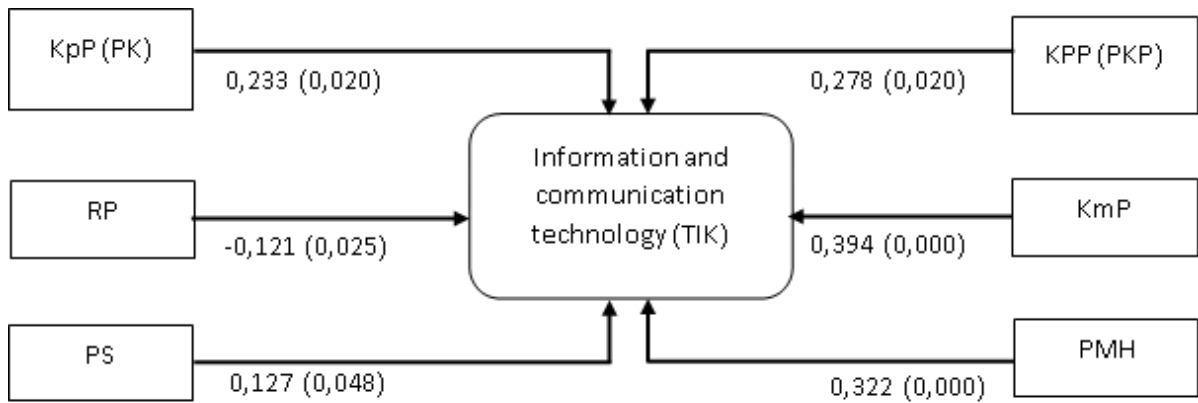 KpP (PK)
0,233 (0,020)
KPP (PKP)
0,278 (0,020)
Information and
communication
technology (TIK)
RP
-0,121 (0,025)
KmP
0,394 (0,000)
PS
0,127 (0,048)
PMH
0,322 (0,000)